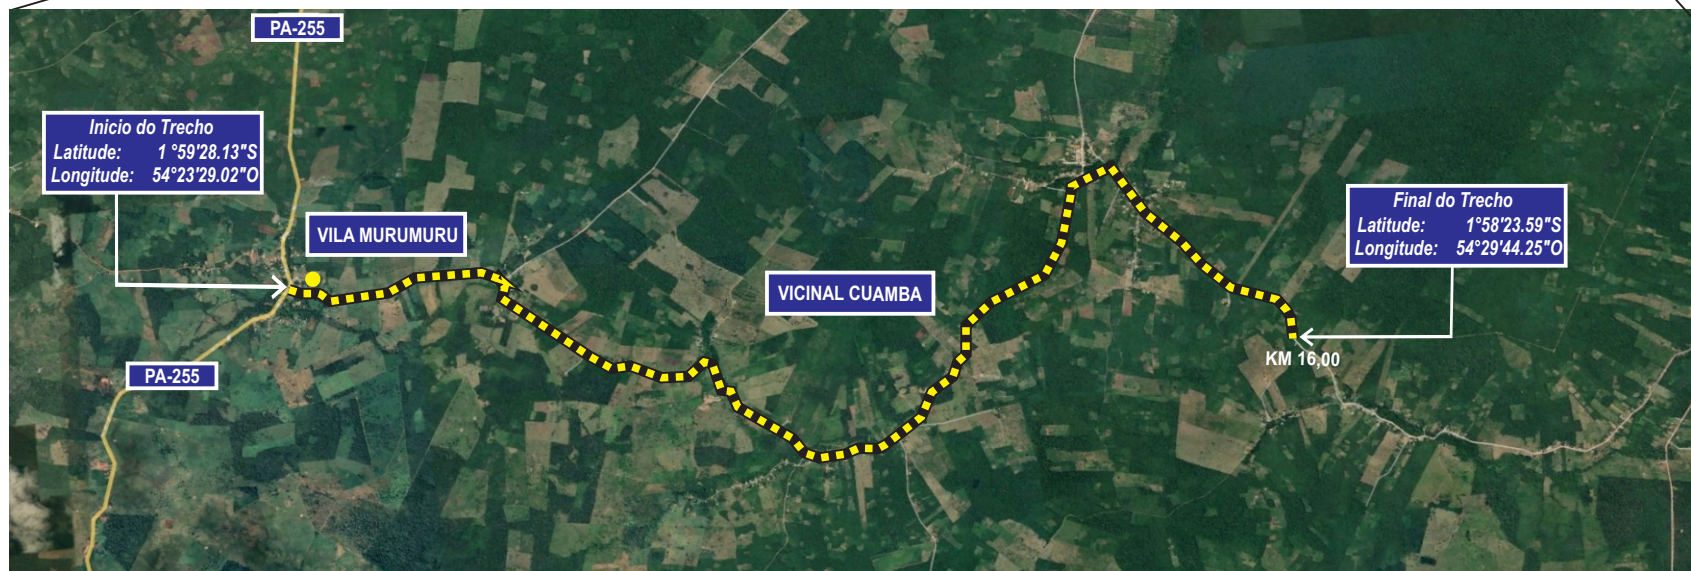 PA-255
Inicio do Trecho
Latitude: 1 °59'28.13"S
Longitude: 54°23'29.02"O
VILA MURUMURU
Final do Trecho
Latitude: 1°58'23.59"S
Longitude: 54°29'44.25"O
VICINAL CUAMBA
KM 16,00
PA-255